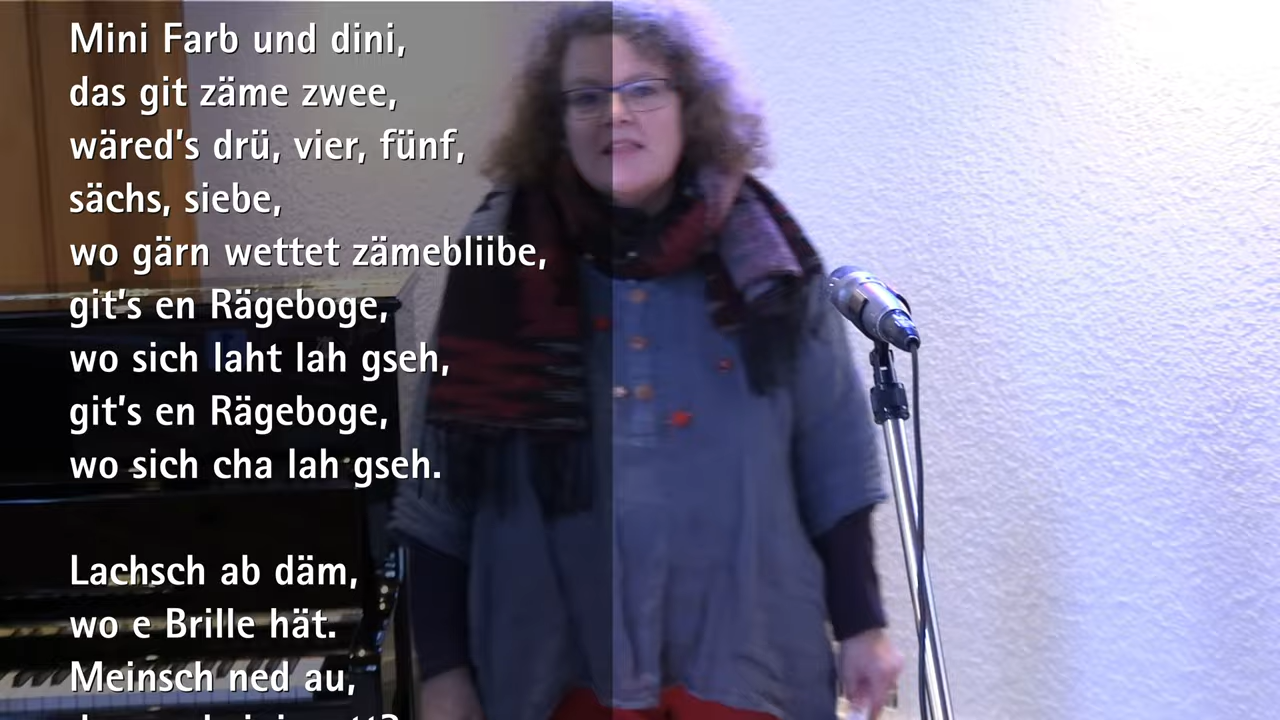 Mini Farb und dini,
das git zäme zwee,
wäred's drü, vier, fünf,
sächs, siebe,
wo gärn wettet zämebliibe,
git's en Rägeboge,
wo sich laht lah gseh,
git's en Rägeboge,
wo sich cha lah gseh.
Lachsch ab däm,
wo e Brille hät.
Meinsch ned au,